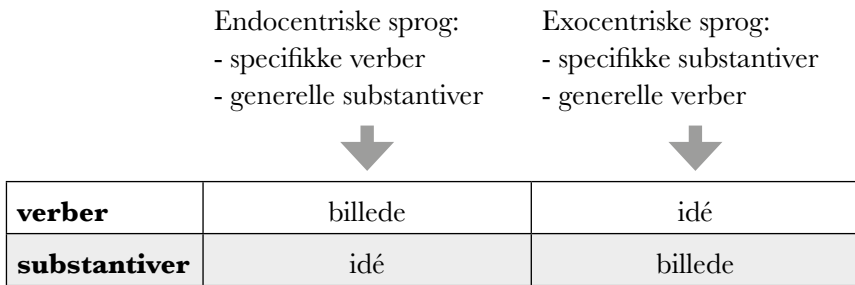 Endocentriske sprog:
- specifikke verber
- generelle substantiver
Exocentriske sprog:
- specifikke substantiver
- generelle verber
verber billede idé
substantiver idé billede